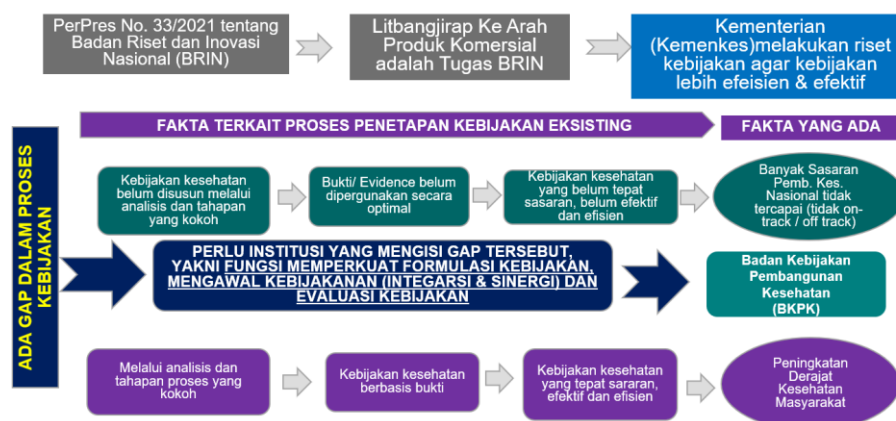 PerPres No. 33/2021 tentang
Badan Riset dan Inovasi
Nasional (BRIN)
Litbangjirap Ke Arah
Produk Komersial
adalah Tugas BRIN
Kementerian
(Kemenkes)melakukan riset
kebijakan agar kebijakan
lebih efeisien & efektif
FAKTA TERKAIT PROSES PENETAPAN KEBIJAKAN EKSISTING
FAKTA YANG ADA
ADA GAP DALAM PROSES
KEBIJAKAN
Kebijakan kesehatan
belum disusun melalui
analisis dan tahapan
yang kokoh
Bukti/ Evidence belum
dipergunakan secara
optimal
Kebijakan kesehatan
yang belum tepat
sasaran, belum efektif
dan efisien
Banyak Sasaran
Pemb. Kes.
Nasional tidak
tercapai (tidak on-
track / off track)
PERLU INSTITUSI YANG MENGISI GAP TERSEBUT,
YAKNI FUNGSI MEMPERKUAT FORMULASI KEBIJAKAN,
MENGAWAL KEBIJAKANAN (INTEGARSI & SINERGI) DAN
EVALUASI KEBIJAKAN
Badan Kebijakan
Pembangunan
Kesehatan
(BKPK)
Melalui analisis dan
tahapan proses yang
kokoh
Kebijakan kesehatan
berbasis bukti
Kebijakan kesehatan
yang tepat sararan,
efektif dan efisien
Peningkatan
Derajat
Kesehatan
Masyarakat